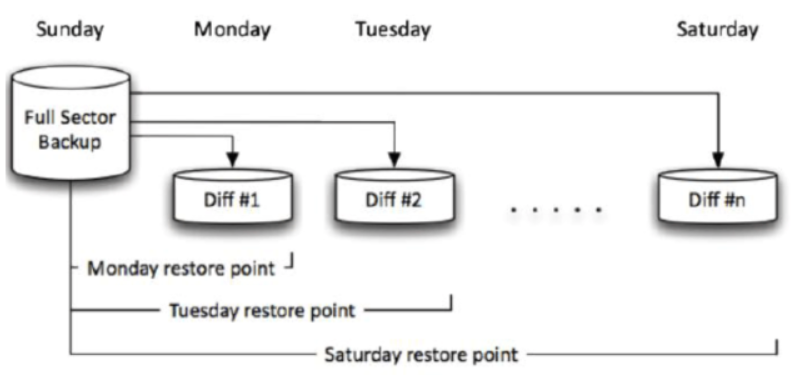 Sunday
Monday
Tuesday
Saturday
Full Sector
Backup
Diff #1
Diff #2
. . . . .
Diff #n
Monday restore point
Tuesday restore point
Saturday restore point